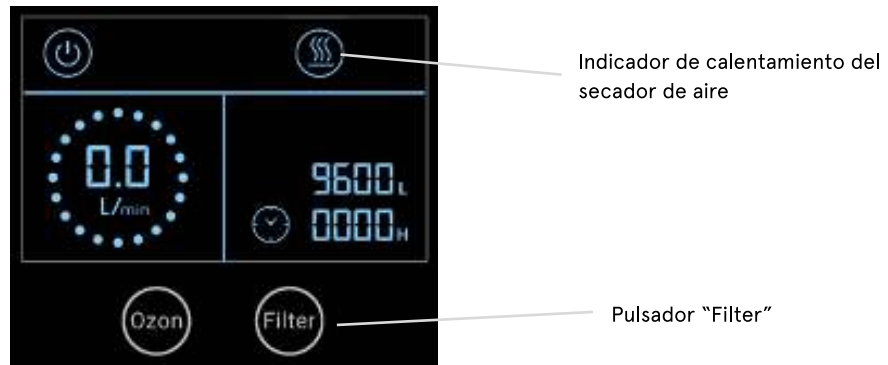 Indicador de calentamiento del
secador de aire
0.0
L/min
9600L
0000H
Ozon
Filter
Pulsador “Filter”